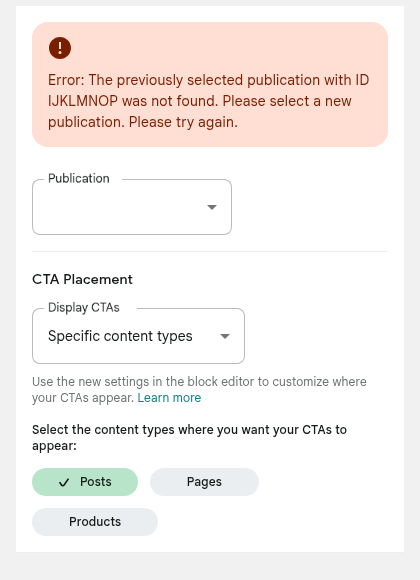 Error: The previously selected publication with ID
IJKLMNOP was not found. Please select a new
publication. Please try again.
Publication
CTA Placement
Display CTAs
Specific content types
Use the new settings in the block editor to customize where
your CTAs appear. Learn more
Select the content types where you want your CTAs to
appear:
Posts
Pages
Products